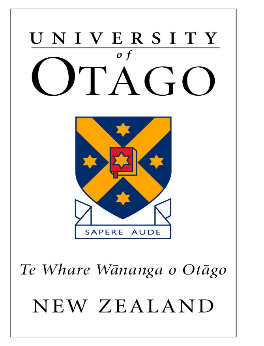 UNIVERSITY
of
OTAGO
SAPERE AUDE
Te Whare Wānanga o Otāgo
NEW ZEALAND